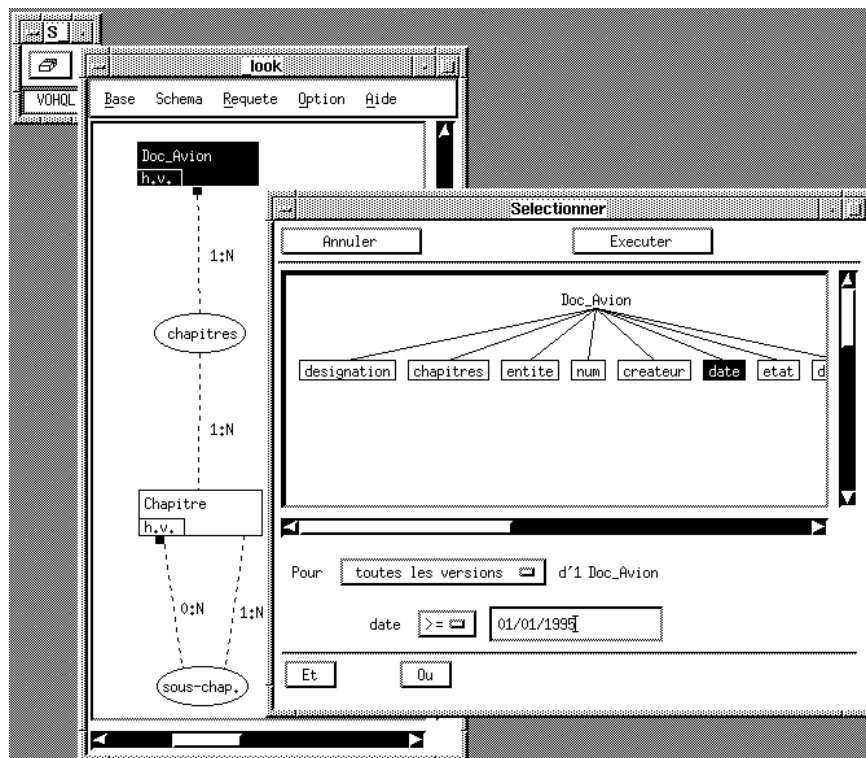 S_
VOHQL
_look
Base Schema Requete Option Aide
Doc_Avion
h.v.
1:N
chapitres
1:N
Chapitre
h.v.
0:N 1:N
sous-chap.
Selectionner
Annuler Executer
Doc_Avion
designation chapitres entite num createur date etat d
Pour toutes les versions d'1 Doc_Avion
date >= 01/01/1995
Et Ou